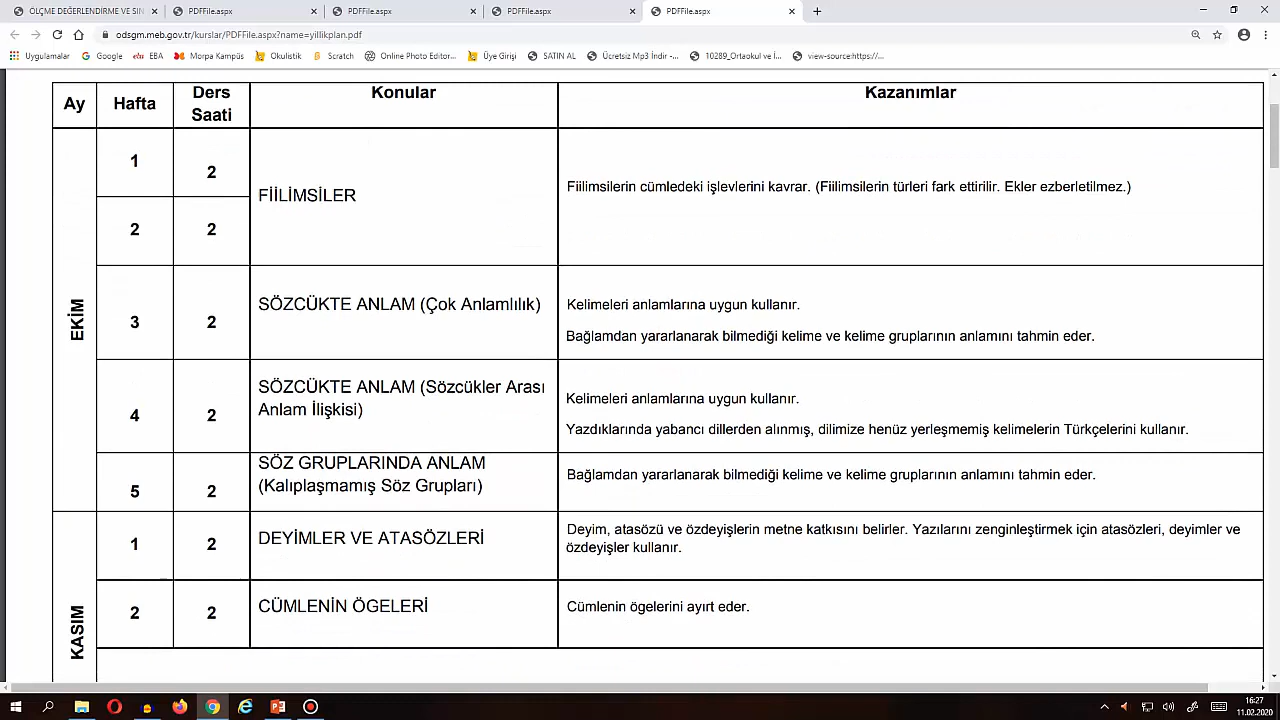 ÖLÇME DEĞERLENDİRME VE SIN
PDFFile.aspx
PDFFile.aspx
PDFFile.aspx
PDFFile.aspx
odsgm.meb.gov.tr/kurslar/PDFFile.aspx?name=yillikplan.pdf
Uygulamalar
Google
EBA
Morpa Kampüs
Okulistik
Scratch
Online Photo Editor...
Üye Girişi
SATIN AL
Ücretsiz Mp3 İndir -...
10289_Ortaokul ve İ...
view-source:https://...
Ay
Hafta
Ders
Saati
Konular
Kazanımlar
EKİM
1
2
FİİLİMSİLER
Fiilimsilerin cümledeki işlevlerini kavrar. (Fiilimsilerin türleri fark ettirilir. Ekler ezberletilmez.)
2
2
3
2
SÖZCÜKTE ANLAM (Çok Anlamlılık)
Kelimeleri anlamlarına uygun kullanır.
Bağlamdan yararlanarak bilmediği kelime ve kelime gruplarının anlamını tahmin eder.
4
2
SÖZCÜKTE ANLAM (Sözcükler Arası
Anlam İlişkisi)
Kelimeleri anlamlarına uygun kullanır.
Yazdıklarında yabancı dillerden alınmış, dilimize henüz yerleşmemiş kelimelerin Türkçelerini kullanır.
5
2
SÖZ GRUPLARINDA ANLAM
(Kalıplaşmamış Söz Grupları)
Bağlamdan yararlanarak bilmediği kelime ve kelime gruplarının anlamını tahmin eder.
KASIM
1
2
DEYİMLER VE ATASÖZLERİ
Deyim, atasözü ve özdeyişlerin metne katkısını belirler. Yazılarını zenginleştirmek için atasözleri, deyimler ve
özdeyişler kullanır.
2
2
CÜMLENİN ÖGELERİ
Cümlenin ögelerini ayırt eder.
16:27
11.02.2020